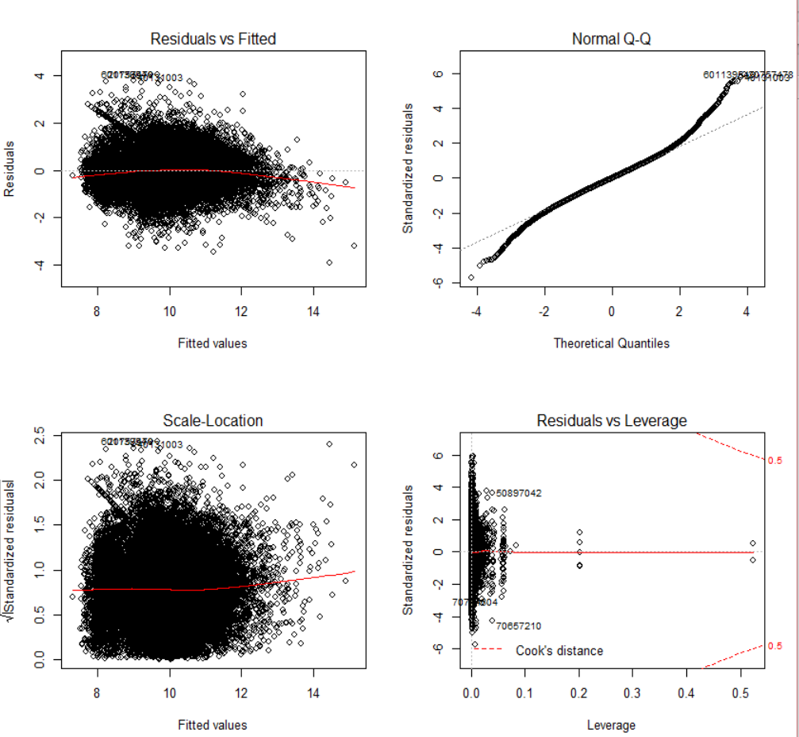 Residuals vs Fitted
Residuals
4
2
0
-2
-4
8 10 12 14
Fitted values
Normal Q-Q
Standardized residuals
6
4
2
0
-2
-4
-6
-4 -2 0 2 4
Theoretical Quantiles
Scale-Location
√|Standardized residuals|
2.5
2.0
1.5
1.0
0.5
0.0
8 10 12 14
Fitted values
Residuals vs Leverage
Standardized residuals
6
4
2
0
-2
-4
-6
50897042
70657210
0.5
0.5
Cook's distance
0.0 0.1 0.2 0.3 0.4 0.5
Leverage